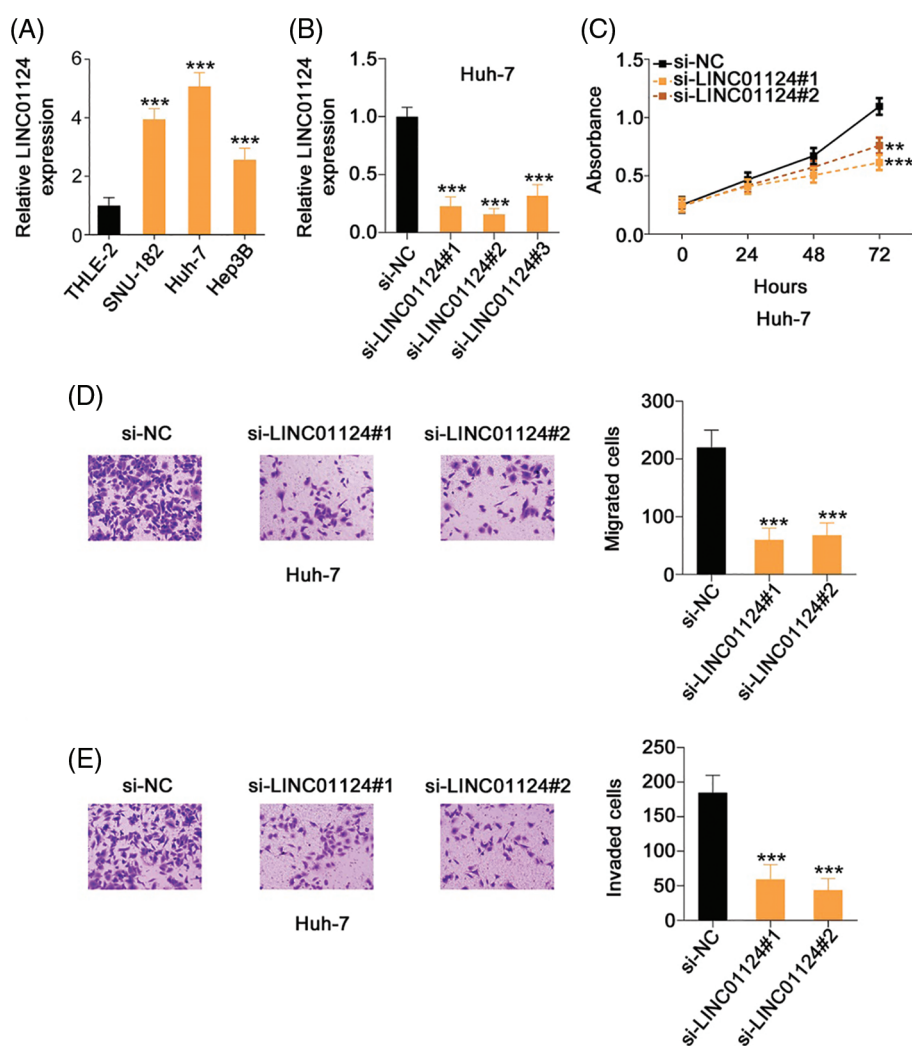 (A)
Relative LINC01124
expression
6
4
2
0
THLE-2
SNU-182
Huh-7
Hep3B
***
***
***
(B)
Relative LINC01124
expression
Huh-7
1.5
1.0
0.5
0.0
si-NC
si-LINC01124#1
si-LINC01124#2
si-LINC01124#3
***
***
***
(C)
Absorbance
1.5
1.0
0.5
0.0
si-NC
si-LINC01124#1
si-LINC01124#2
**
***
0 24 48 72
Hours
Huh-7
(D)
si-NC si-LINC01124#1 si-LINC01124#2
Huh-7
Migrated cells
300
200
100
0
*** ***
si-NC
si-LINC01124#1
si-LINC01124#2
(E)
si-NC si-LINC01124#1 si-LINC01124#2
Huh-7
Invaded cells
250
200
150
100
50
0
***
***
si-NC
si-LINC01124#1
si-LINC01124#2